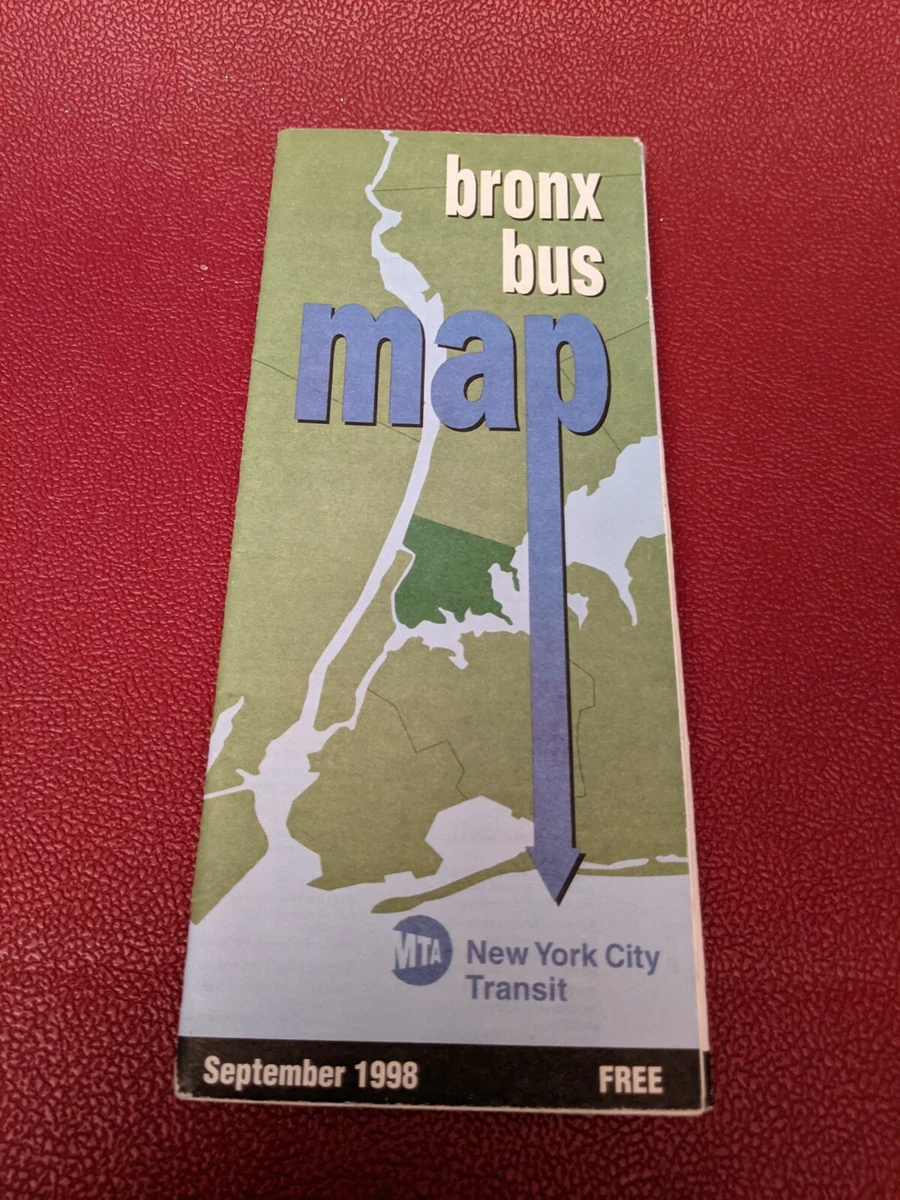 bronx
bus
map
MTA
New York City
Transit
September 1998
FREE